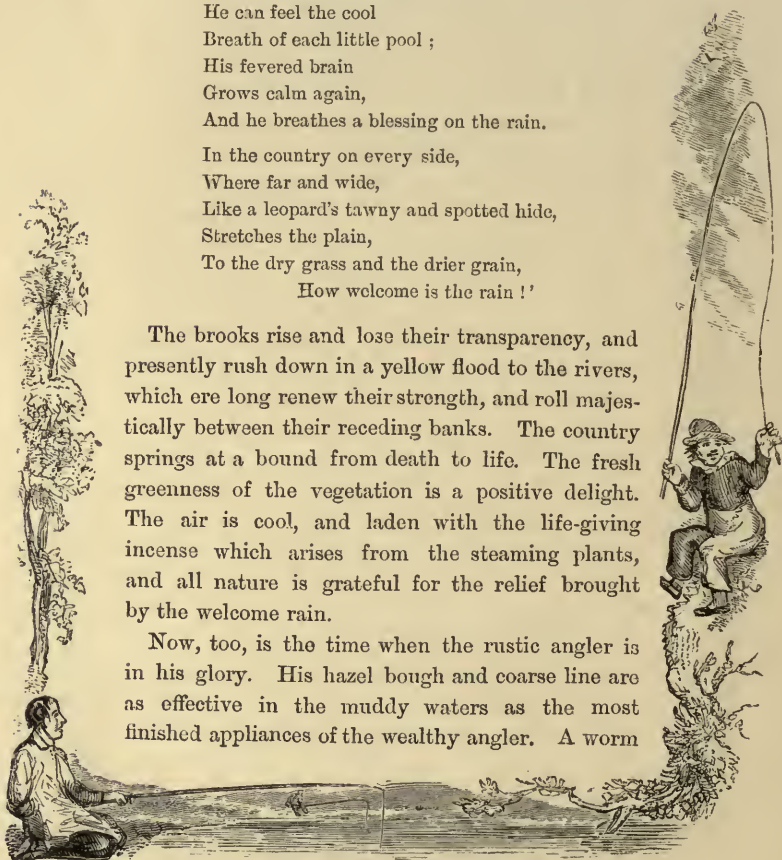 He can feel the cool
Breath of each little pool ;
His fevered brain
Grows calm again,
And he breathes a blessing on the rain.
In the country on every side,
Where far and wide,
Like a leopard's tawny and spotted hide,
Stretches the plain,
To the dry grass and the drier grain,
How welcome is the rain !'
The brooks rise and lose their transparency, and
presently rush down in a yellow flood to the rivers,
which ere long renew their strength, and roll majes-
tically between their receding banks. The country
springs at a bound from death to life. The fresh
greenness of the vegetation is a positive delight.
The air is cool, and laden with the life-giving
incense which arises from the steaming plants,
and all nature is grateful for the relief brought
by the welcome rain.
Now, too, is the time when the rustic angler is
in his glory. His hazel bough and coarse line are
as effective in the muddy waters as the most
finished appliances of the wealthy angler. A worm